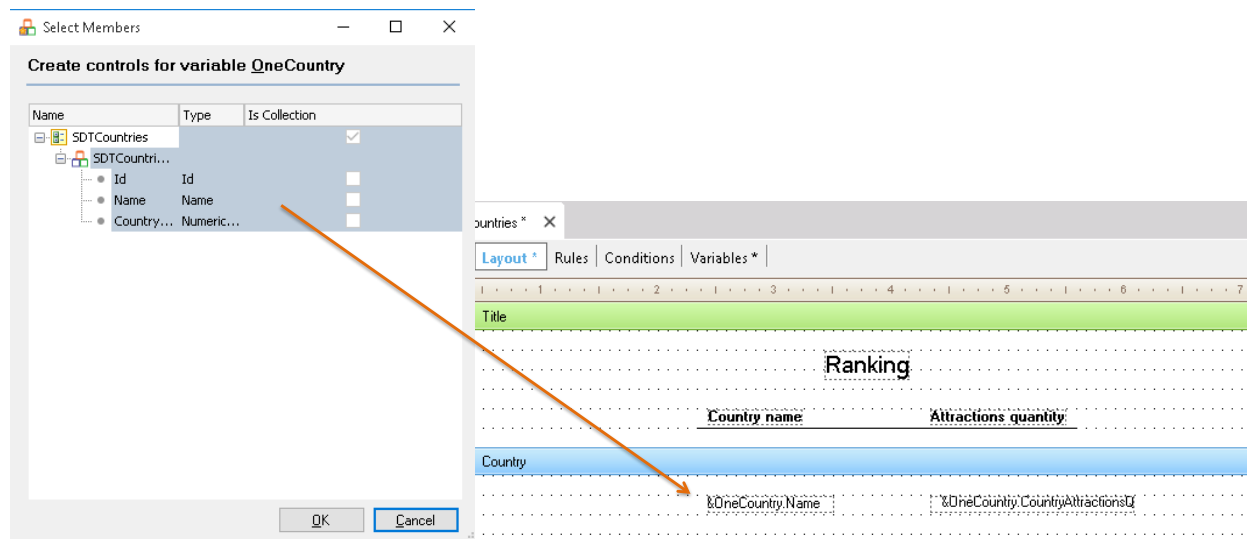 Select Members
Create controls for variable OneCountry
Name Type Is Collection
SDTCountries
SDTCountri...
Id Id
Name Name
Country... Numeric...
OK Cancel
ountries * X
Layout * Rules Conditions Variables *
1 2 3 4 5 6 7
Title
Ranking
Country name Attractions quantity
Country
&OneCountry.Name &OneCountry.CountryAttractionsQ